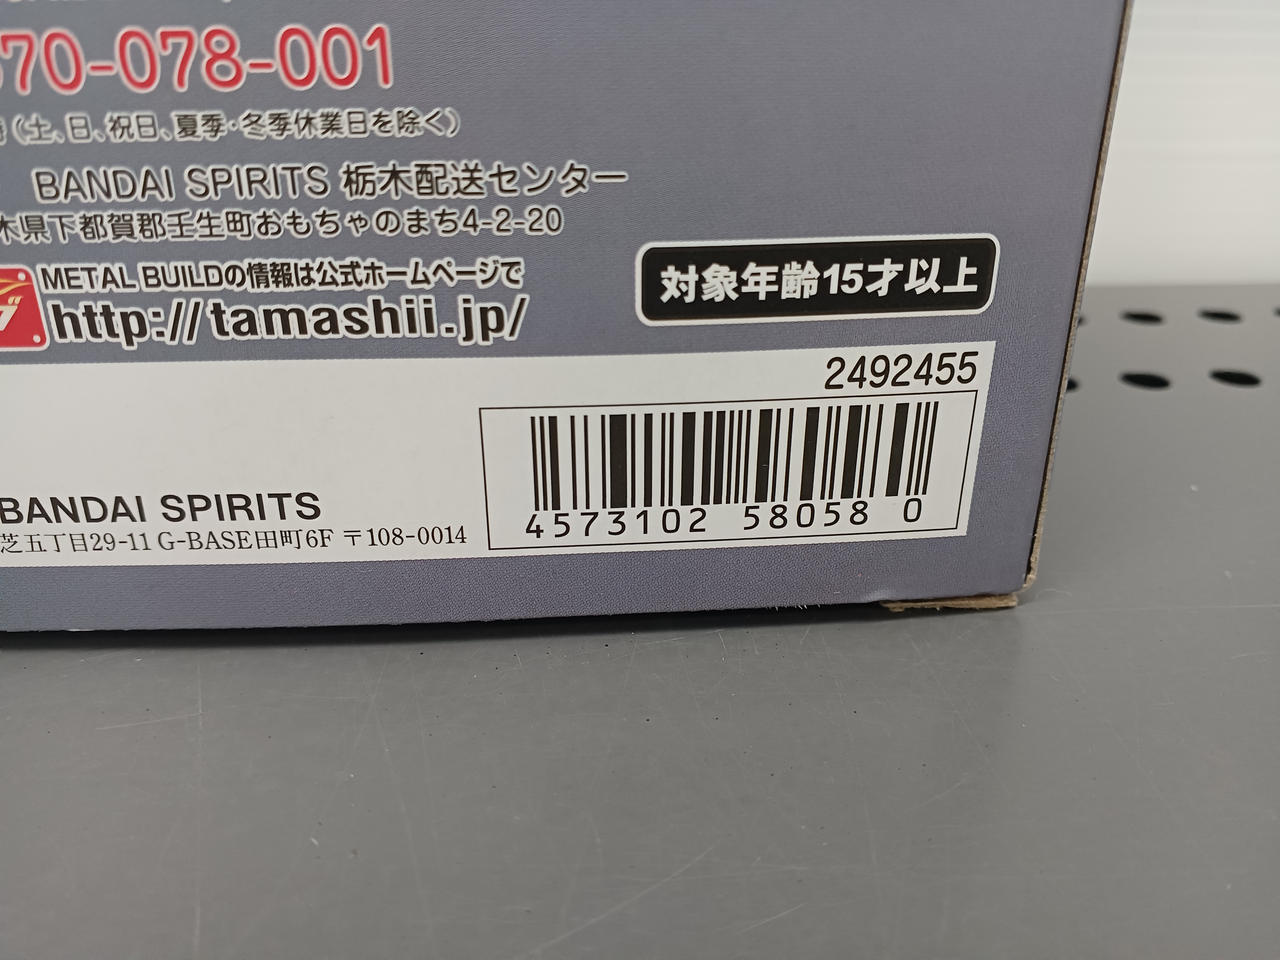 70-078-001
(土、日、祝日、夏季・冬季休業日を除く)
BANDAI SPIRITS 栃木配送センター
木県下都賀郡壬生町おもちゃのまち4-2-20
METAL BUILDの情報は公式ホームページで
http://tamashii.jp/
対象年齢15才以上
2492455
BANDAI SPIRITS
芝五丁目29-11 G-BASE田町6F 〒108-0014
4573102 58058 0